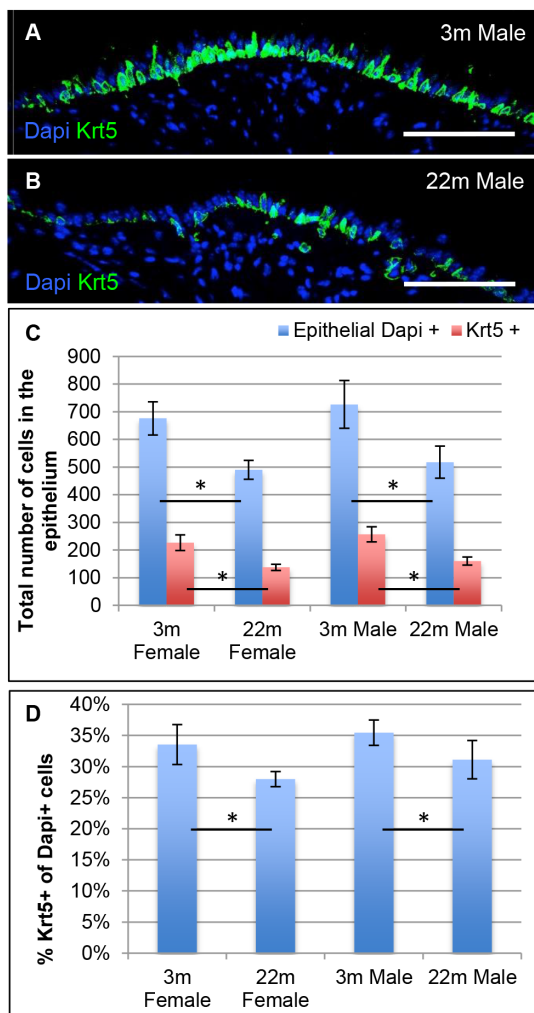 A
3m Male
Dapi Krt5
B
22m Male
Dapi Krt5
C
Epithelial Dapi + Krt5 +
Total number of cells in the
epithelium
900
800
700
600
500
400
300
200
100
0
*
*
*
*
3m
Female
22m
Female
3m Male
22m Male
D
% Krt5+ of Dapi+ cells
40%
35%
30%
25%
20%
15%
10%
5%
0%
*
*
3m
Female
22m
Female
3m Male
22m Male